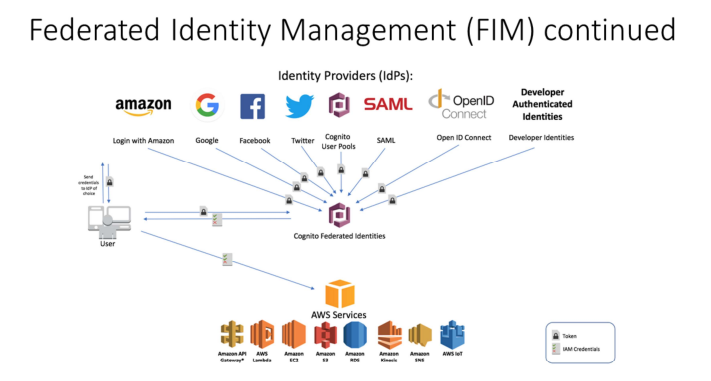 Federated Identity Management (FIM) continued
Identity Providers (IdPs):
amazon
G
f
SAML
OpenID
Connect
Developer
Authenticated
Identities
Login with Amazon
Google
Facebook
Twitter
Cognito
User Pools
SAML
Open ID Connect
Developer Identities
Send
credentials
to IdP of
choice
User
Cognito Federated Identities
AWS Services
Amazon API
Gateway*
AWS
Lambda
Amazon
EC2
Amazon
S3
Amazon
RDS
Amazon
Kinesis
Amazon
SNS
AWS IoT
Token
IAM Credentials